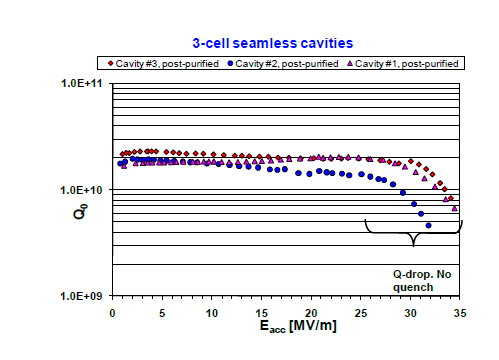 3-cell seamless cavities
Cavity #3, post-purified Cavity #2, post-purified Cavity #1, post-purified
1.0E+11
1.0E+10
1.0E+09
Q0
0 5 10 15 20 25 30 35
Eacc [MV/m]
Q-drop. No
quench